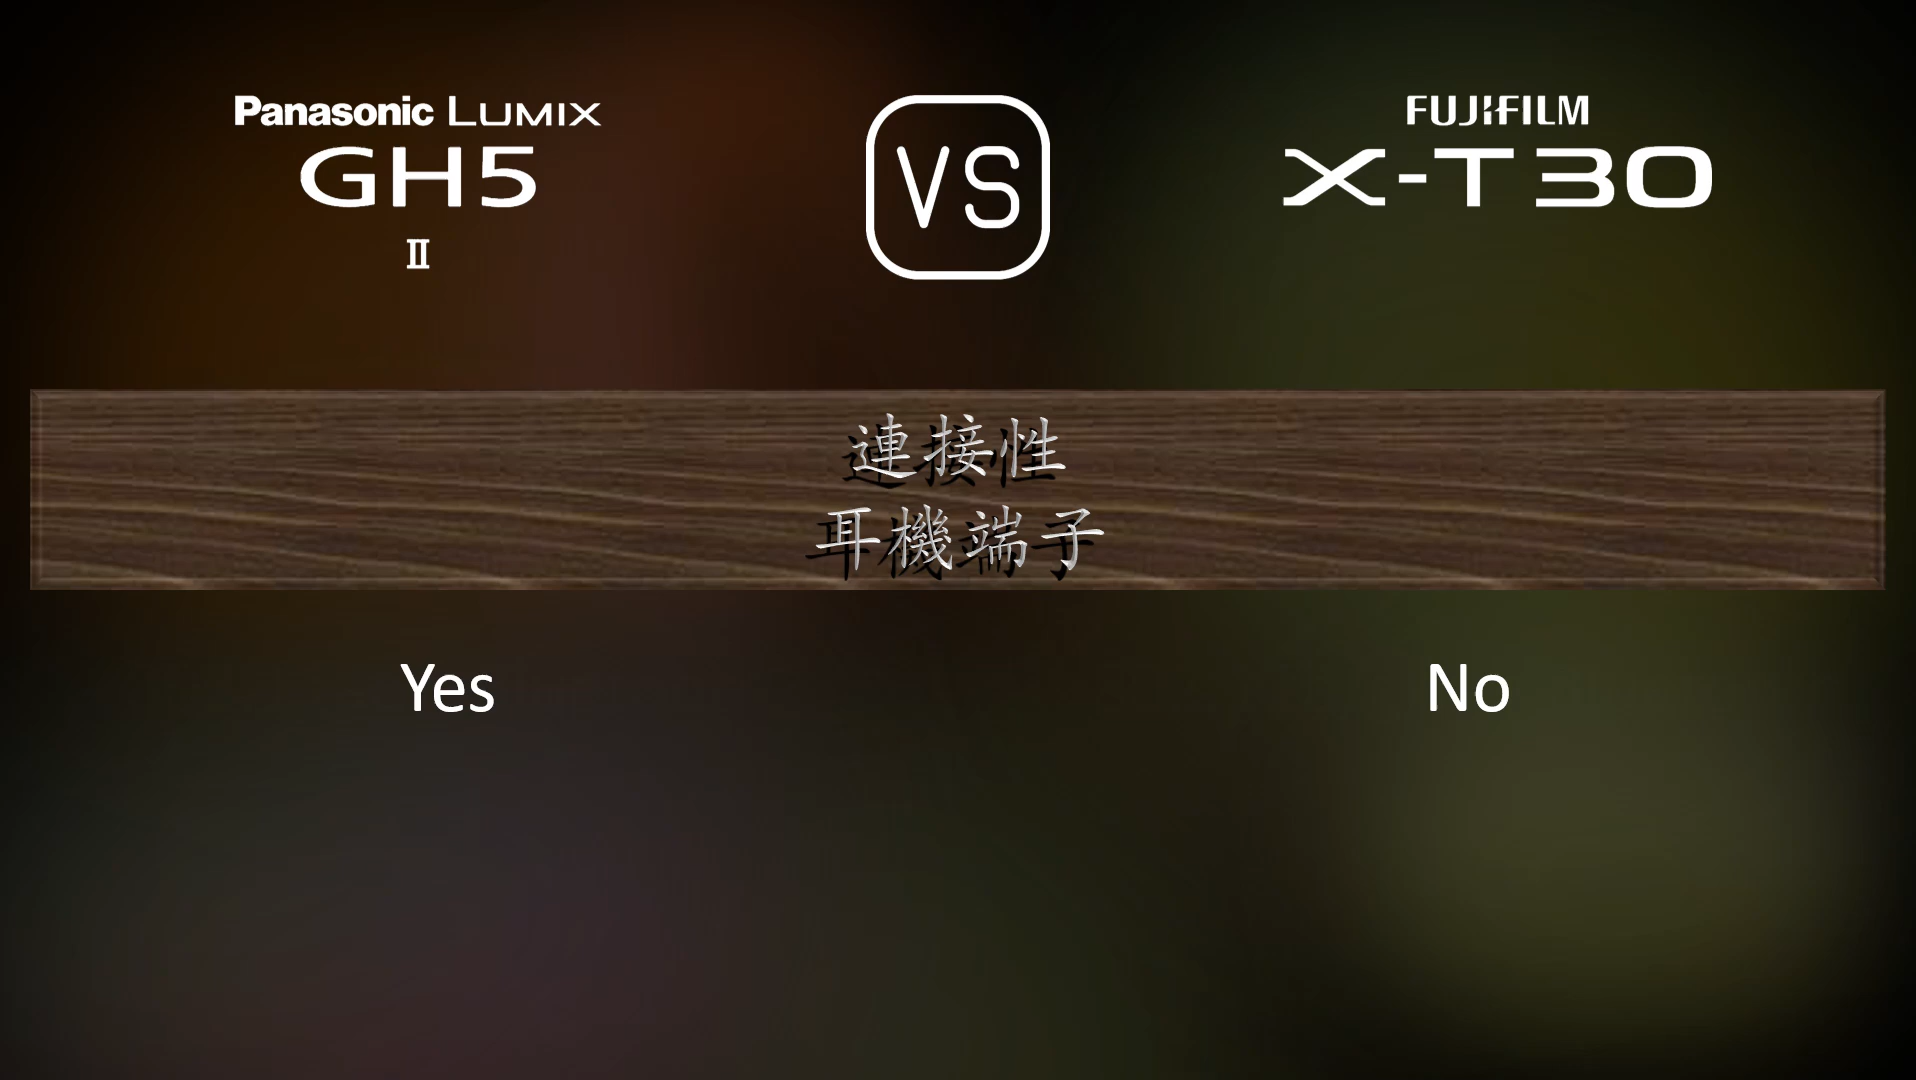 Panasonic LUMIX
GH5
II
VS
FUJIFILM
X-T30
連接性
耳機端子
Yes
No